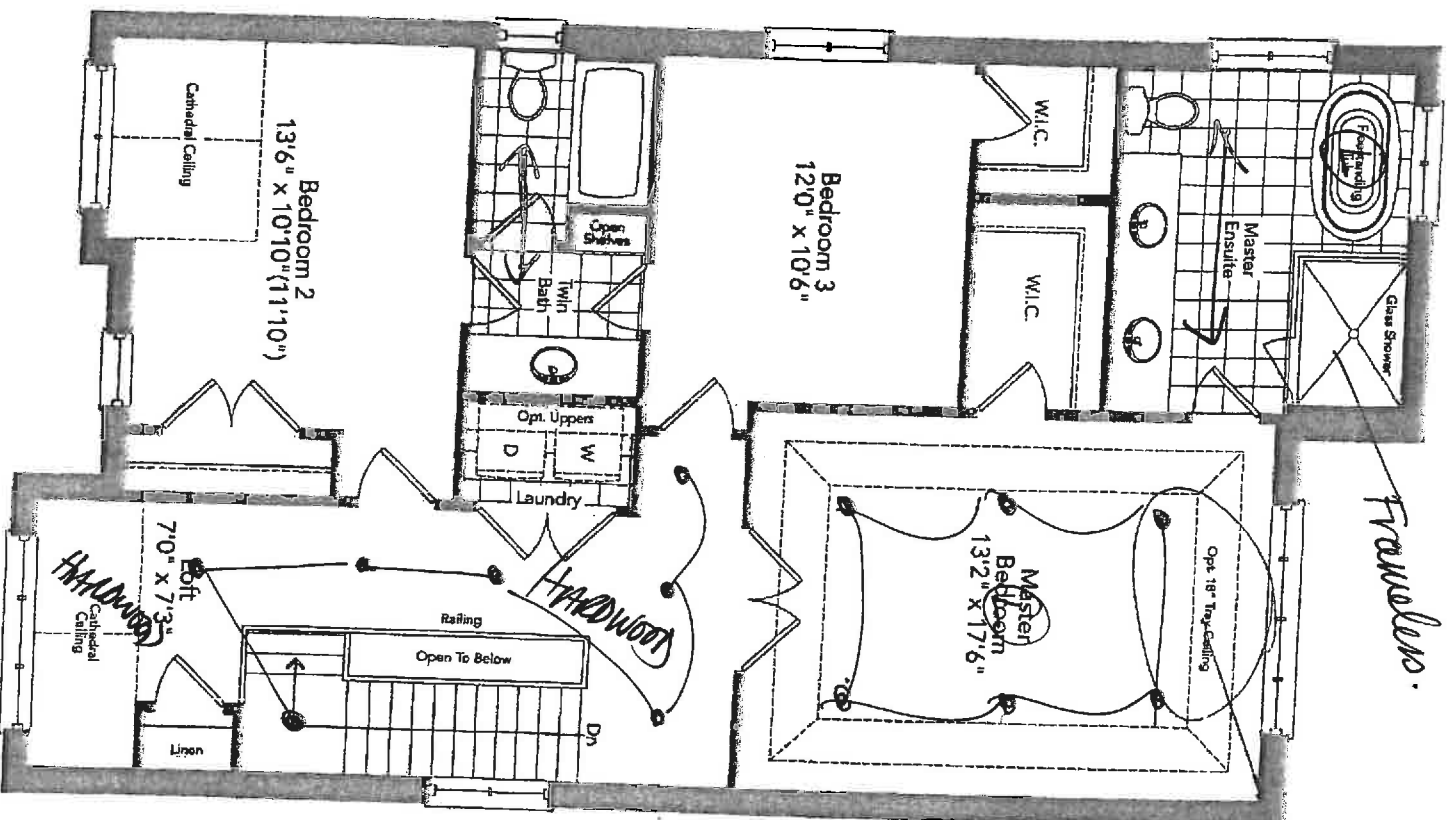 Cathedral Ceiling
Bedroom 2
13'6" x 10'10"(11'10")
Open
Shelves
Twin
Bath
Opt. Uppers
D
W
Laundry
Bedroom 3
12'0" x 10'6"
W.I.C.
W.I.C.
Master
Ensuite
Glass Shower
Frameless.
Master
Bedroom
13'2" x 17'6"
Opt 18" Tray Ceiling
HARDWOOD
Loft
7'0" x 7'3"
HARDWOOD
Cathedral
Ceiling
Railing
Open To Below
Dn
Linen